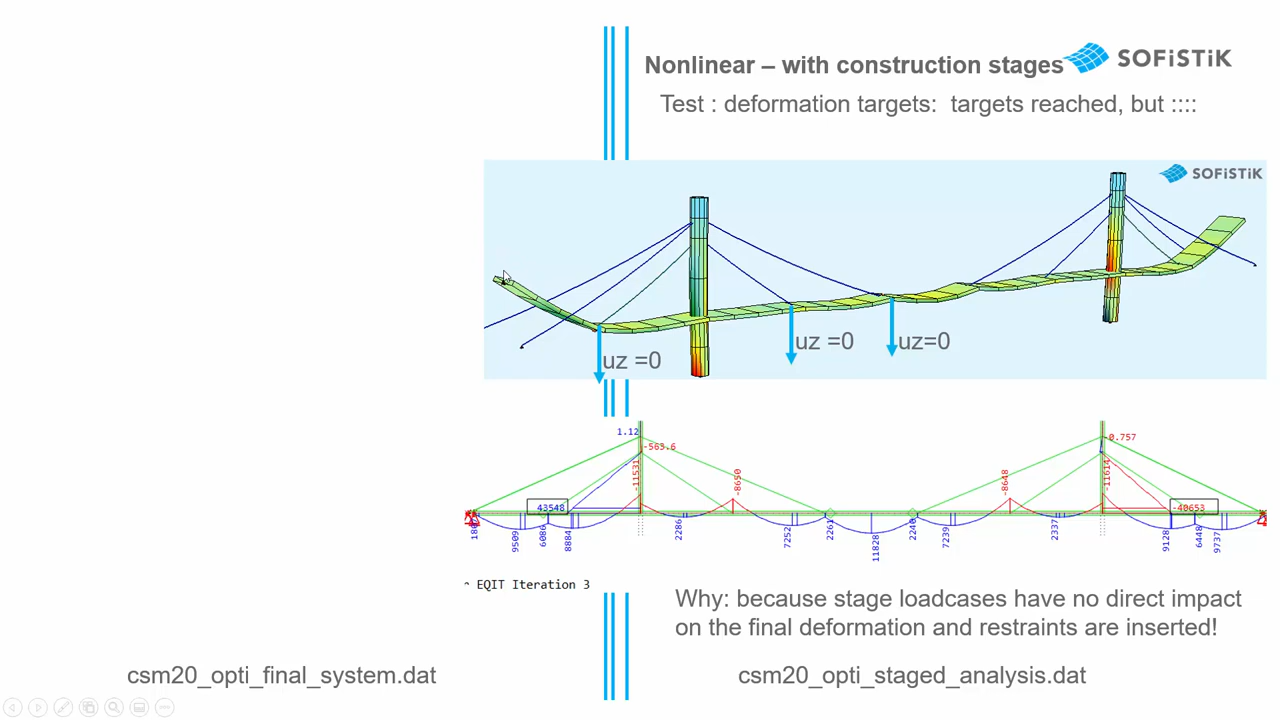 Nonlinear – with construction stages
SOFiSTiK
Test : deformation targets: targets reached, but ::::
SOFiSTiK
uz =0
uz =0
uz=0
1.12
-563.6
-11531
-8650
-8648
-0.757
-11614
43548
-40653
180
9509
6086
8884
2286
7252
2261
11828
2240
7239
2337
9128
6448
9737
^ EQIT Iteration 3
Why: because stage loadcases have no direct impact
on the final deformation and restraints are inserted!
csm20_opti_final_system.dat
csm20_opti_staged_analysis.dat